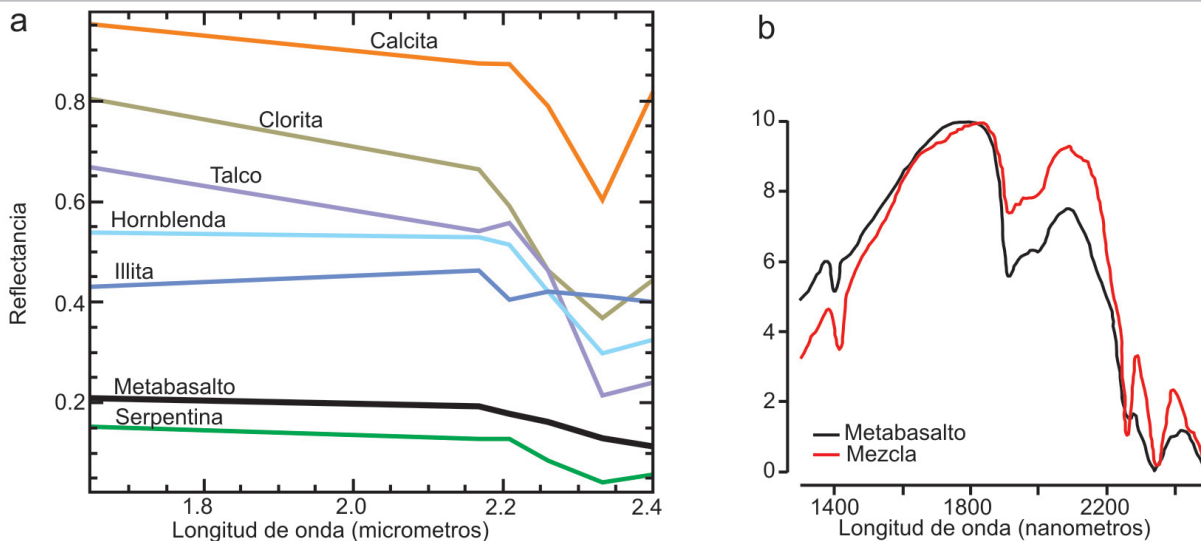 a
Calcita
Clorita
Talco
Hornblenda
Illita
Metabasalto
Serpentina
0.8
0.6
0.4
0.2
Reflectancia
1.8
2.0
2.2
2.4
Longitud de onda (micrometros)
b
10
8
6
4
2
0
Metabasalto
Mezcla
1400
1800
2200
Longitud de onda (nanometros)